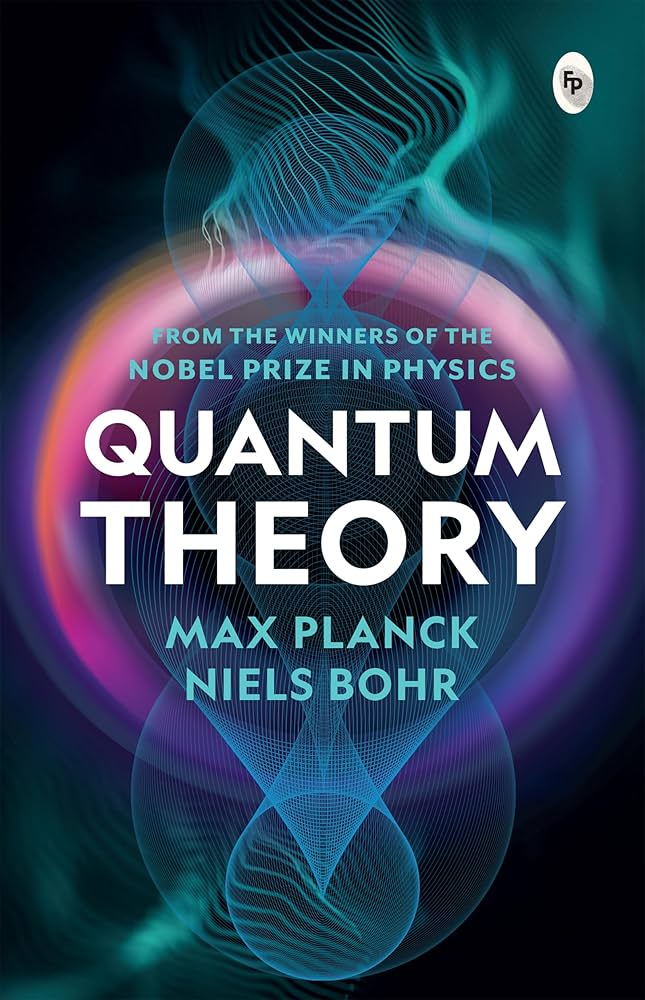 FP
FROM THE WINNERS OF THE
NOBEL PRIZE IN PHYSICS
QUANTUM
THEORY
MAX PLANCK
NIELS BOHR